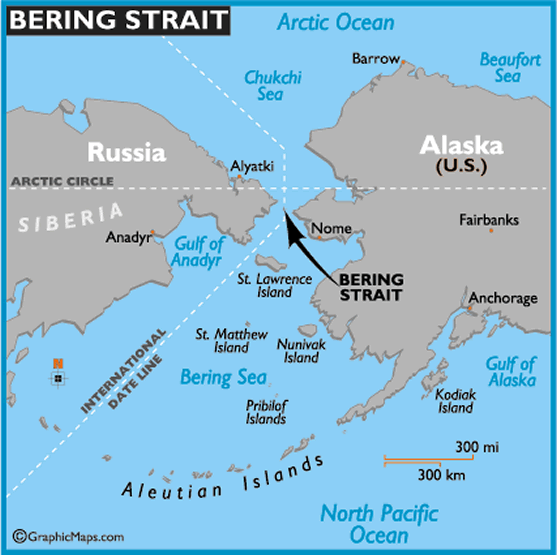 BERING STRAIT
Arctic Ocean
Barrow
Beaufort
Sea
Chukchi
Sea
Russia
Alaska
(U.S.)
Alyatki
ARCTIC CIRCLE
SIBERIA
Nome
Fairbanks
Anadyr
Gulf of
Anadyr
St. Lawrence
Island
BERING
STRAIT
Anchorage
St. Matthew
Island
Nunivak
Island
INTERNATIONAL
DATE LINE
Gulf of
Alaska
N
Bering Sea
Kodiak
Island
Pribilof
Islands
300 mi
300 km
Aleutian Islands
North Pacific
Ocean
©GraphicMaps.com